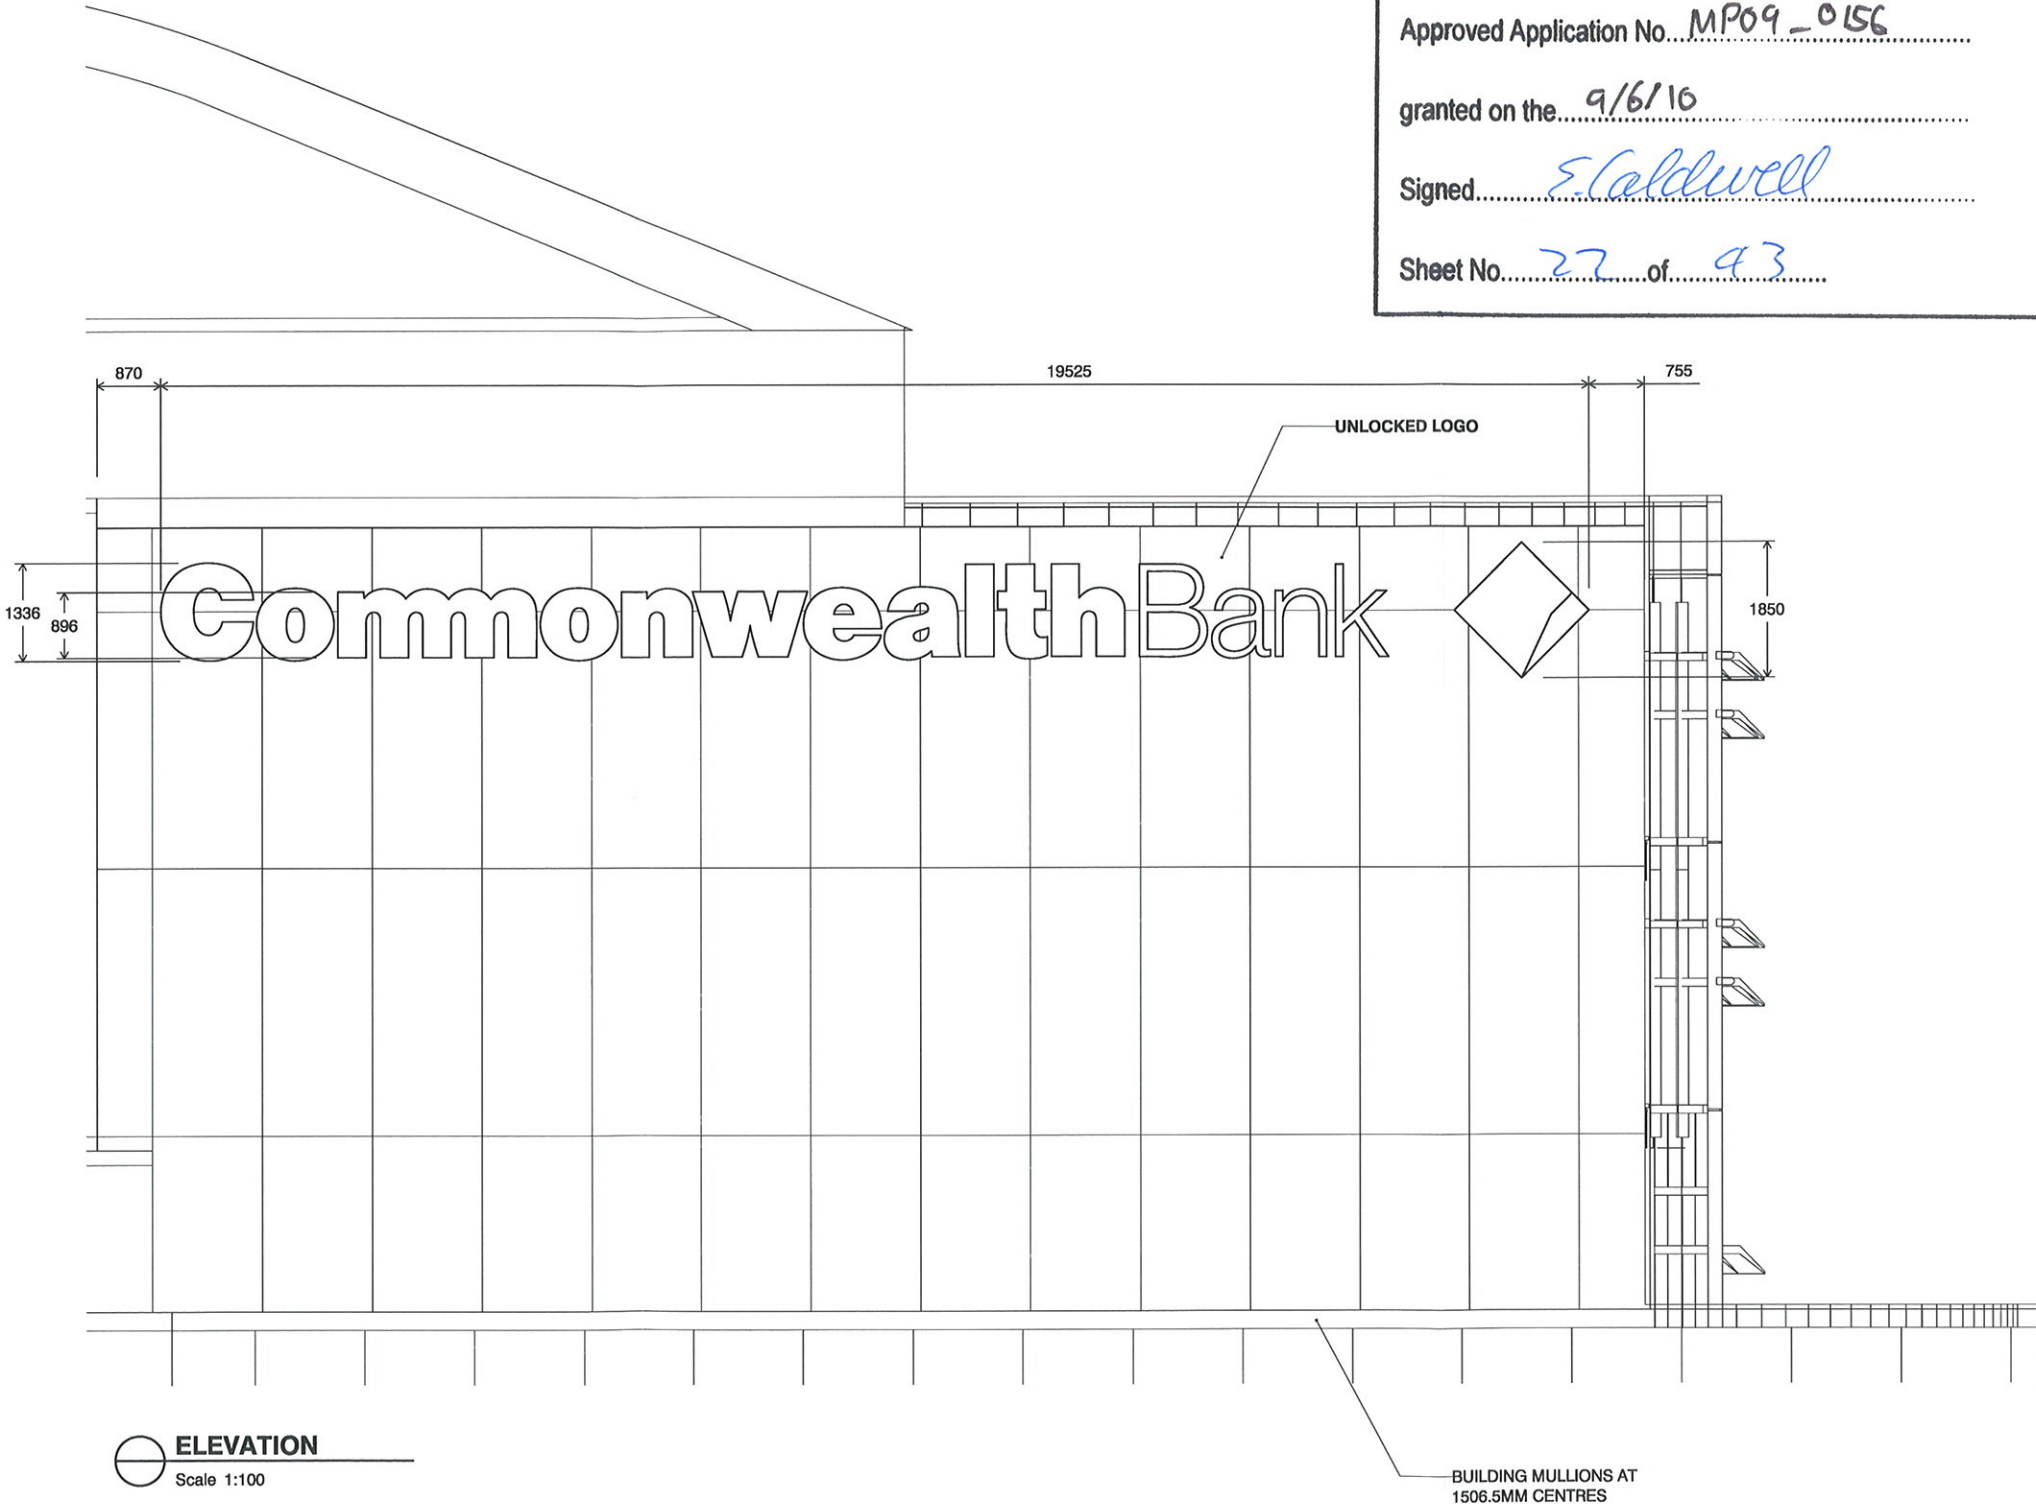 Approved Application No. MP09_0156
granted on the 9/6/10
Signed E. Caldwell
Sheet No. 22 of 43
870
19525
755
UNLOCKED LOGO
CommonwealthBank
1336
896
1850
ELEVATION
Scale 1:100
BUILDING MULLIONS AT
1506.5MM CENTRES